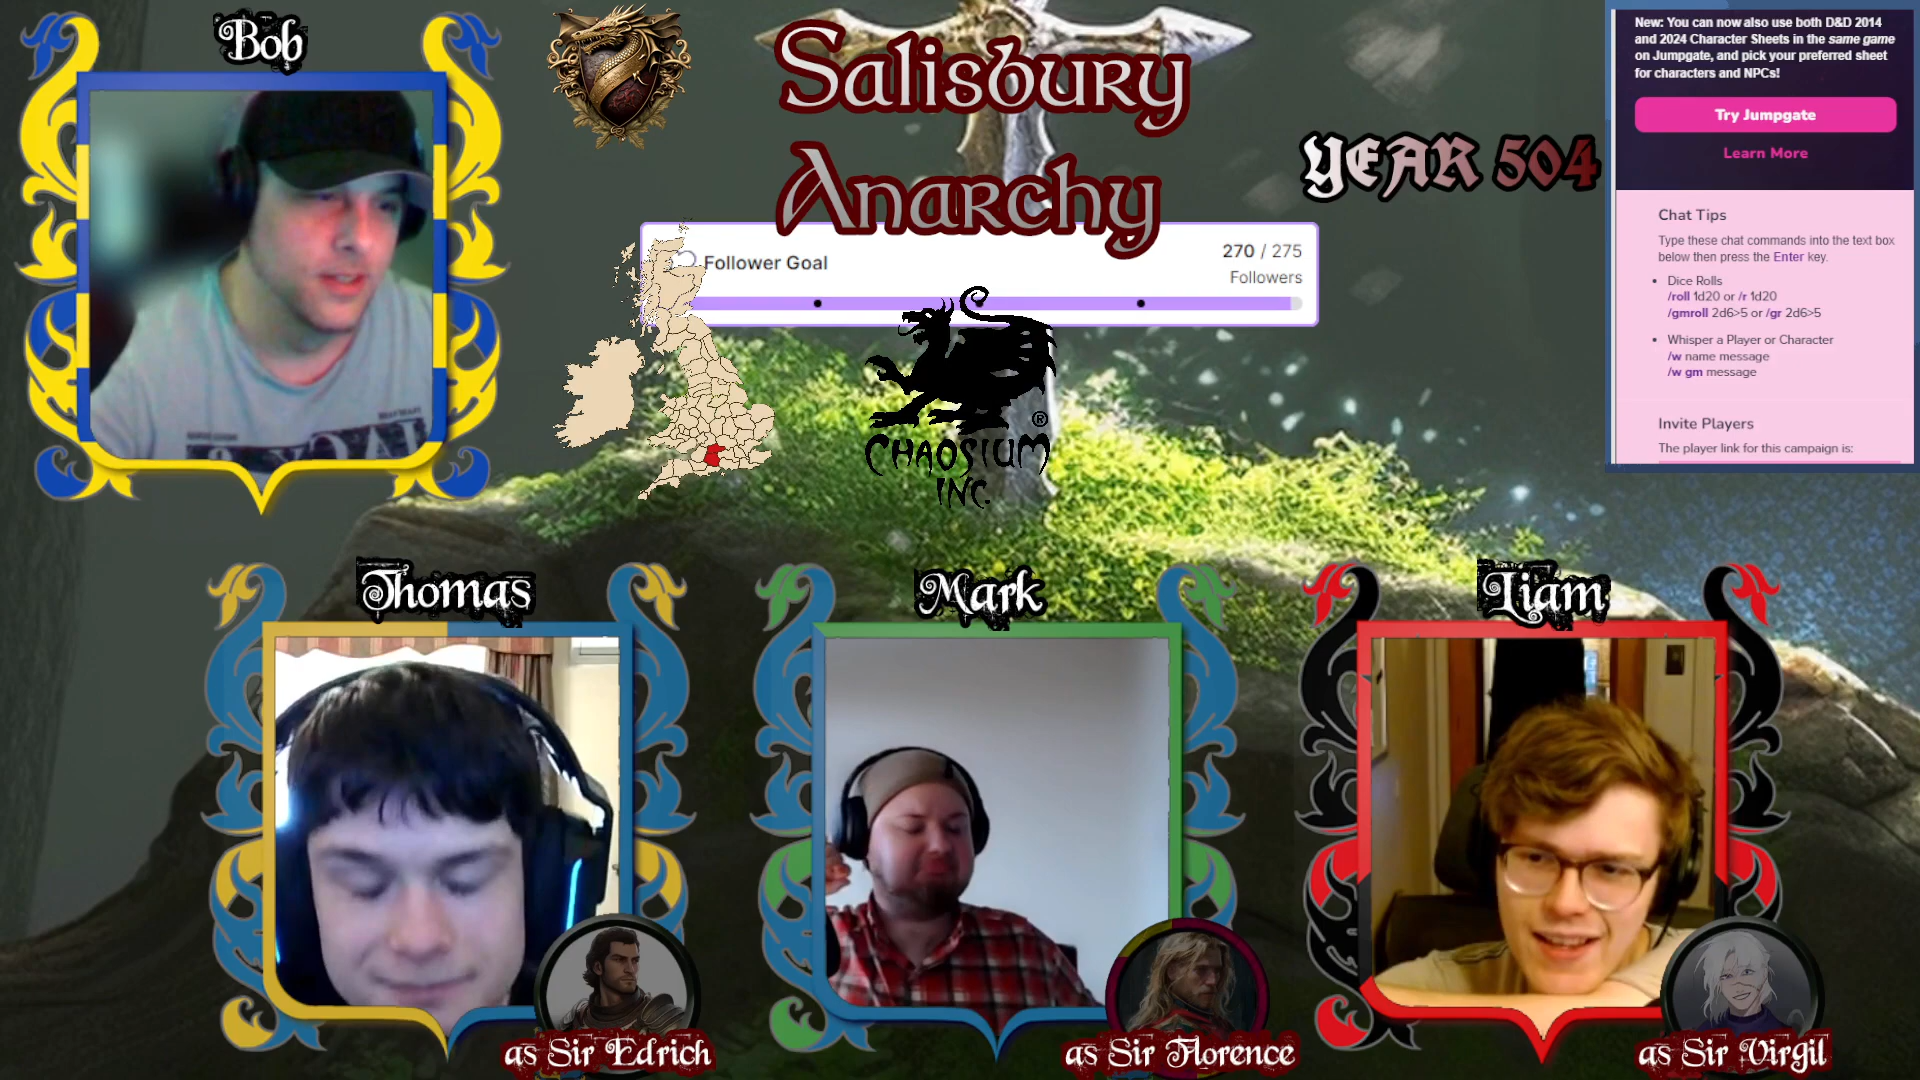 Bob
Salisbury
Anarchy
YEAR 504
Follower Goal
270 / 275
Followers
®
CHAOSIUM
INC.
New: You can now also use both D&D 2014
and 2024 Character Sheets in the same game
on Jumpgate, and pick your preferred sheet
for characters and NPCs!
Try Jumpgate
Learn More
Chat Tips
Type these chat commands into the text box
below then press the Enter key.
• Dice Rolls
/roll 1d20 or /r 1d20
/gmroll 2d6>5 or /gr 2d6>5
• Whisper a Player or Character
/w name message
/w gm message
Invite Players
The player link for this campaign is:
Thomas
Mark
Liam
as Sir Edrich
as Sir Florence
as Sir Virgil